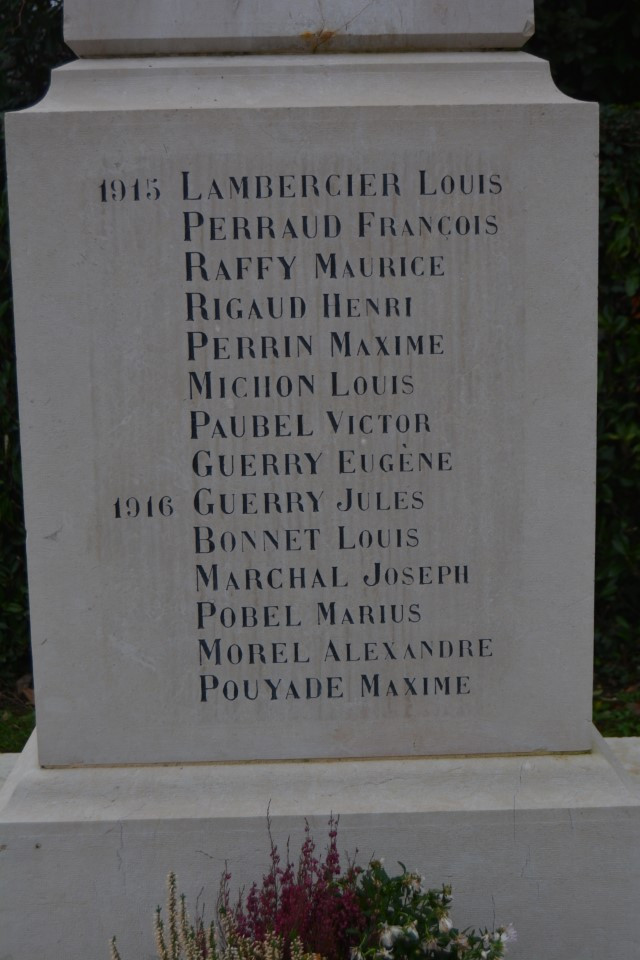 1915 LAMBERCIER LOUIS
PERRAUD FRANÇOIS
RAFFY MAURICE
RIGAUD HENRI
PERRIN MAXIME
MICHON LOUIS
PAUBEL VICTOR
GUERRY EUGÈNE
1916 GUERRY JULES
BONNET LOUIS
MARCHAL JOSEPH
POBEL MARIUS
MOREL ALEXANDRE
POUYADE MAXIME